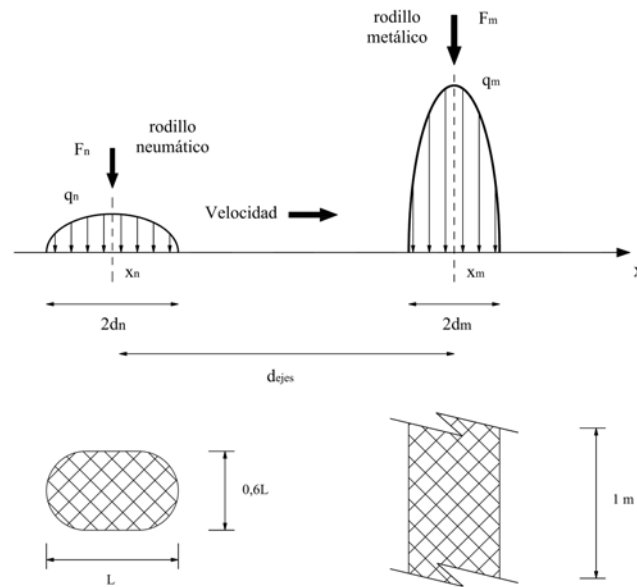 rodillo
metálico
Fm
qm
rodillo
neumático
Fn
qn
Velocidad
xn
xm
x
2dn
2dm
dejes
0,6L
1 m
L